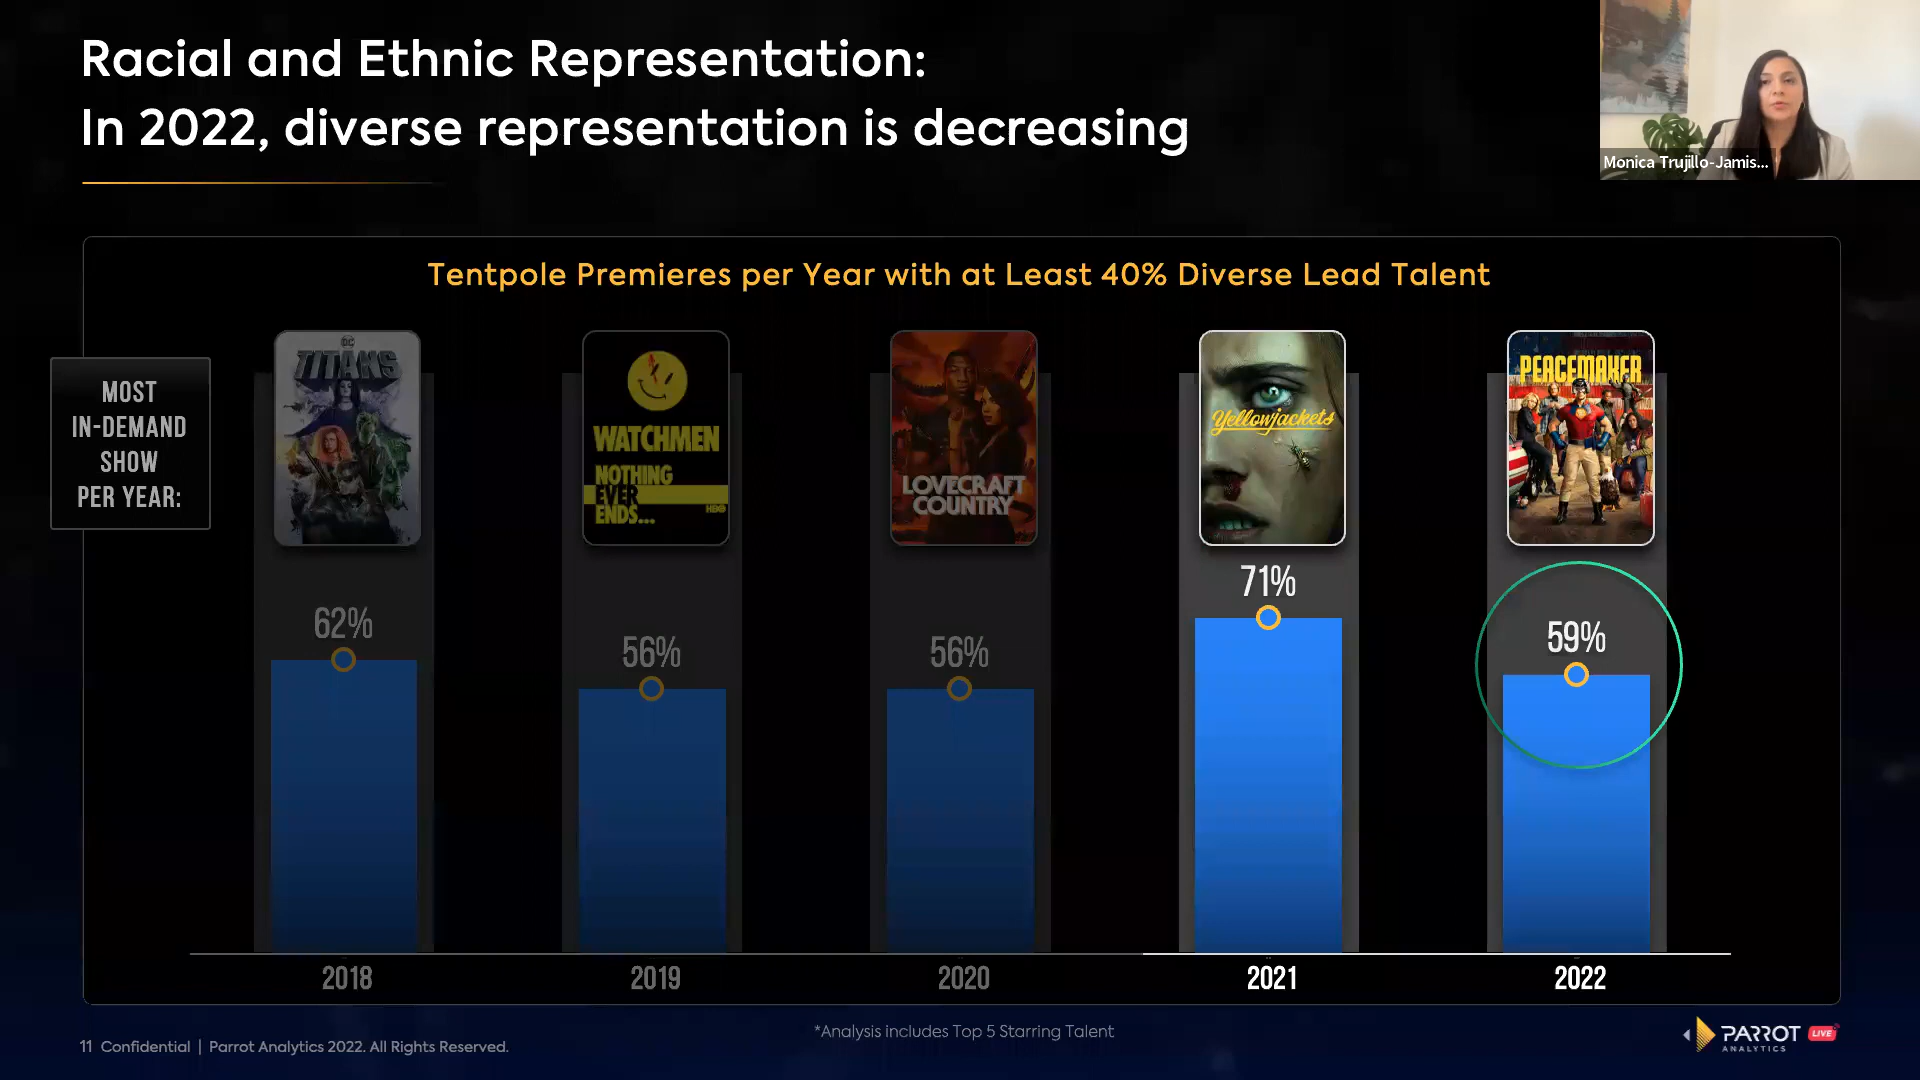 Racial and Ethnic Representation:
In 2022, diverse representation is decreasing
Monica Trujillo-Jamis...
Tentpole Premieres per Year with at Least 40% Diverse Lead Talent
MOST
IN-DEMAND
SHOW
PER YEAR:
DC
TITANS
WATCHMEN
NOTHING
EVER
ENDS...
HBO
LOVECRAFT
COUNTRY
Yellowjackets
PEACEMAKER
62%
56%
56%
71%
59%
2018
2019
2020
2021
2022
*Analysis includes Top 5 Starring Talent
11 Confidential | Parrot Analytics 2022. All Rights Reserved.
PARROT
ANALYTICS
LIVE